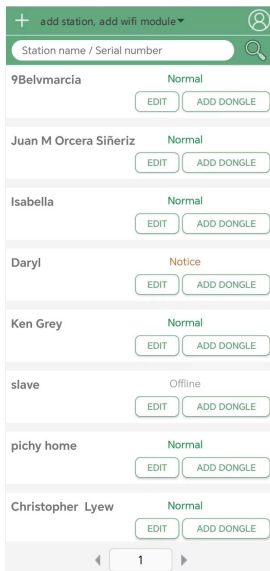 + add station, add wifi module
Station name / Serial number
9Belvmarcia Normal
EDIT ADD DONGLE
Juan M Orcera Siñeriz Normal
EDIT ADD DONGLE
Isabella Normal
EDIT ADD DONGLE
Daryl Notice
EDIT ADD DONGLE
Ken Grey Normal
EDIT ADD DONGLE
slave Offline
EDIT ADD DONGLE
pichy home Normal
EDIT ADD DONGLE
Christopher Lyew Normal
EDIT ADD DONGLE
1